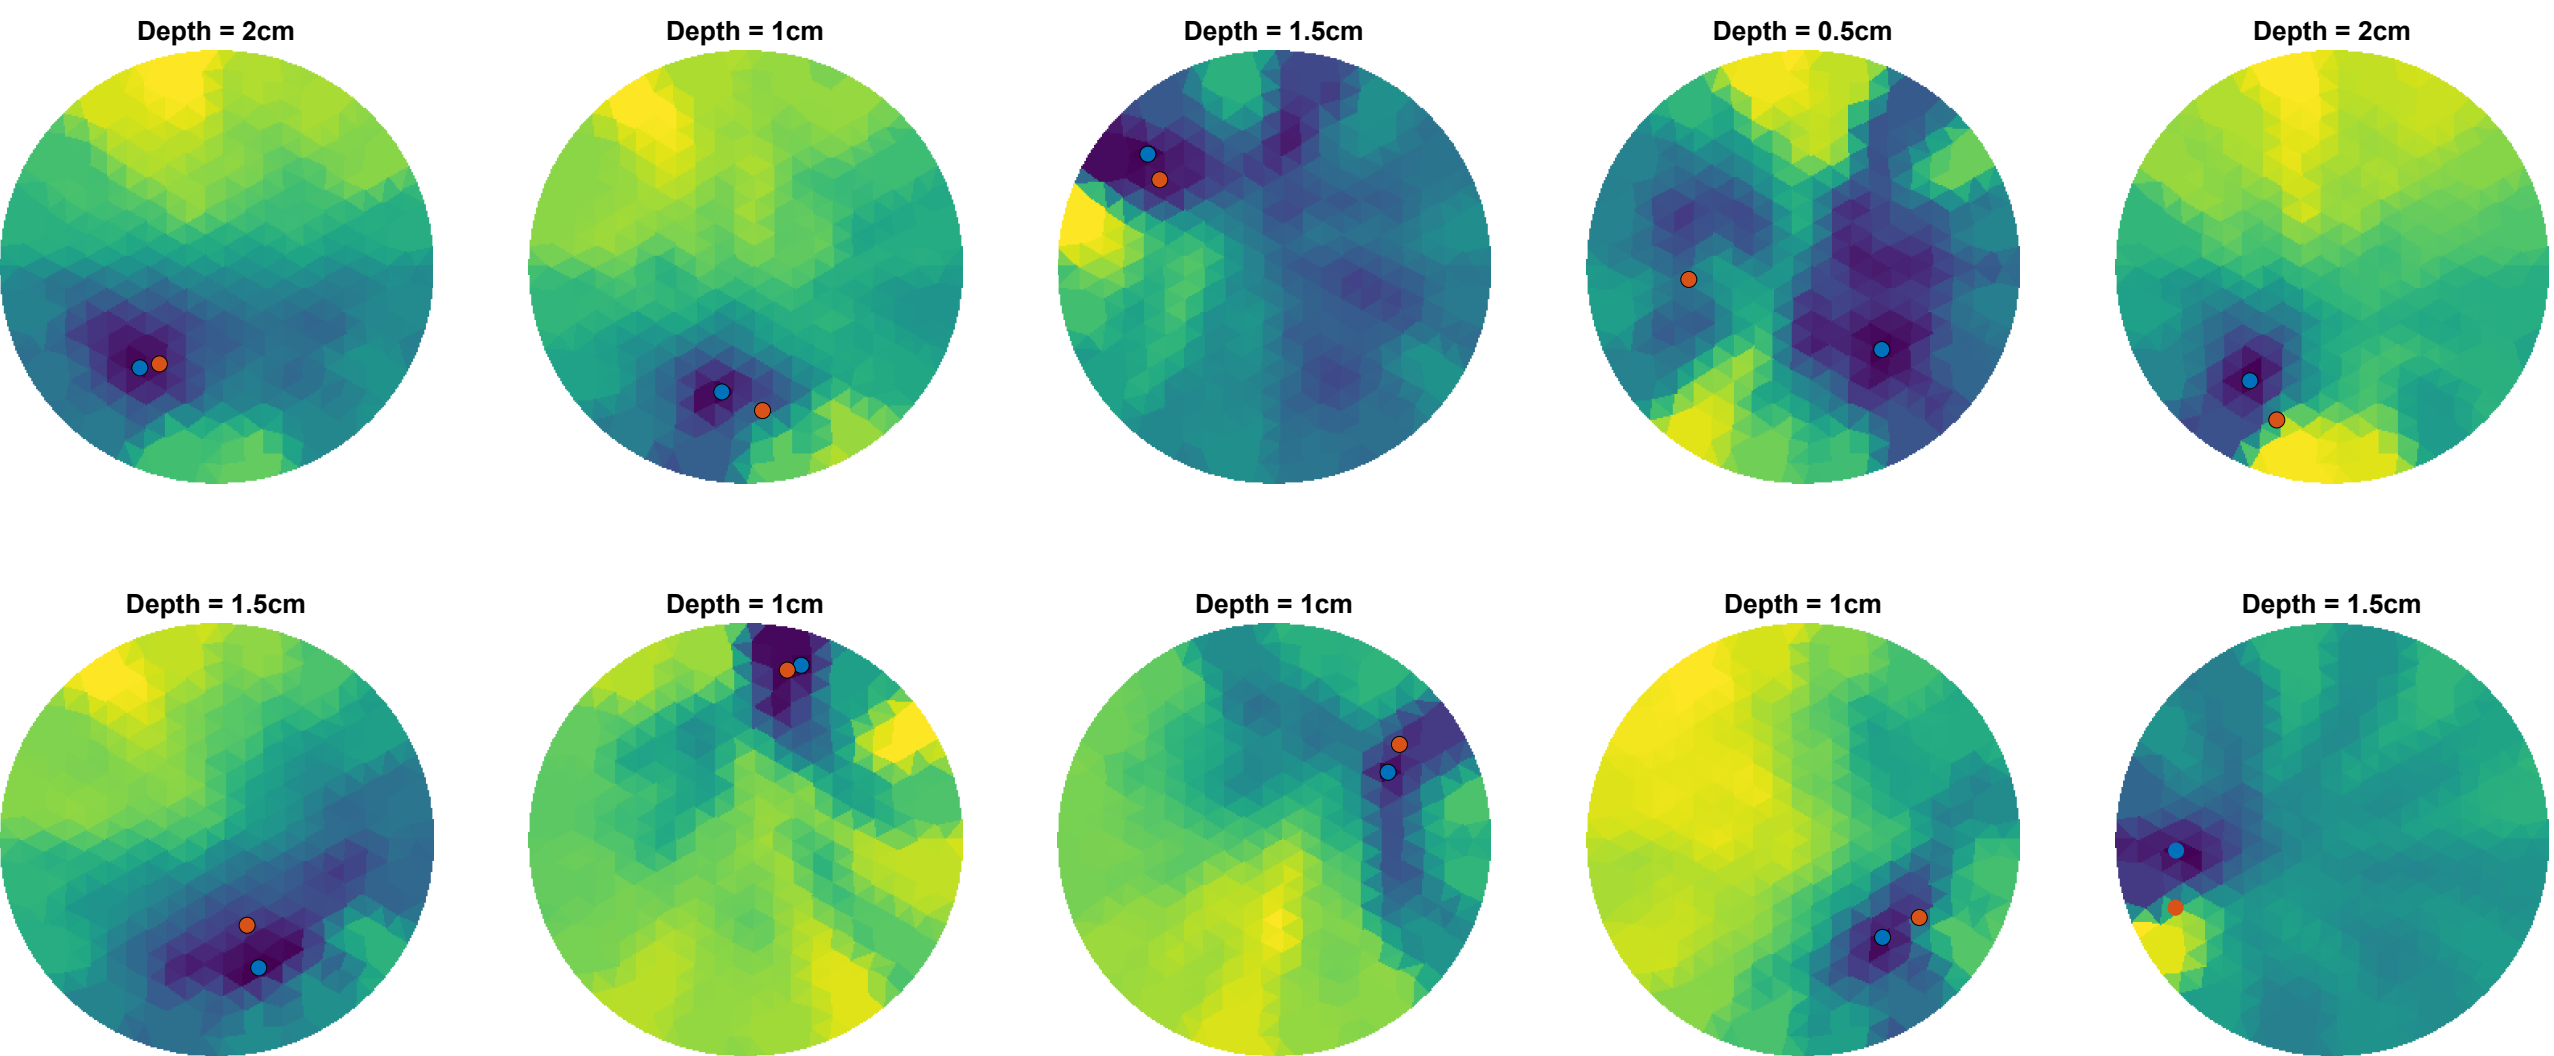 Depth = 2cm
Depth = 1cm
Depth = 1.5cm
Depth = 0.5cm
Depth = 2cm
Depth = 1.5cm
Depth = 1cm
Depth = 1cm
Depth = 1cm
Depth = 1.5cm